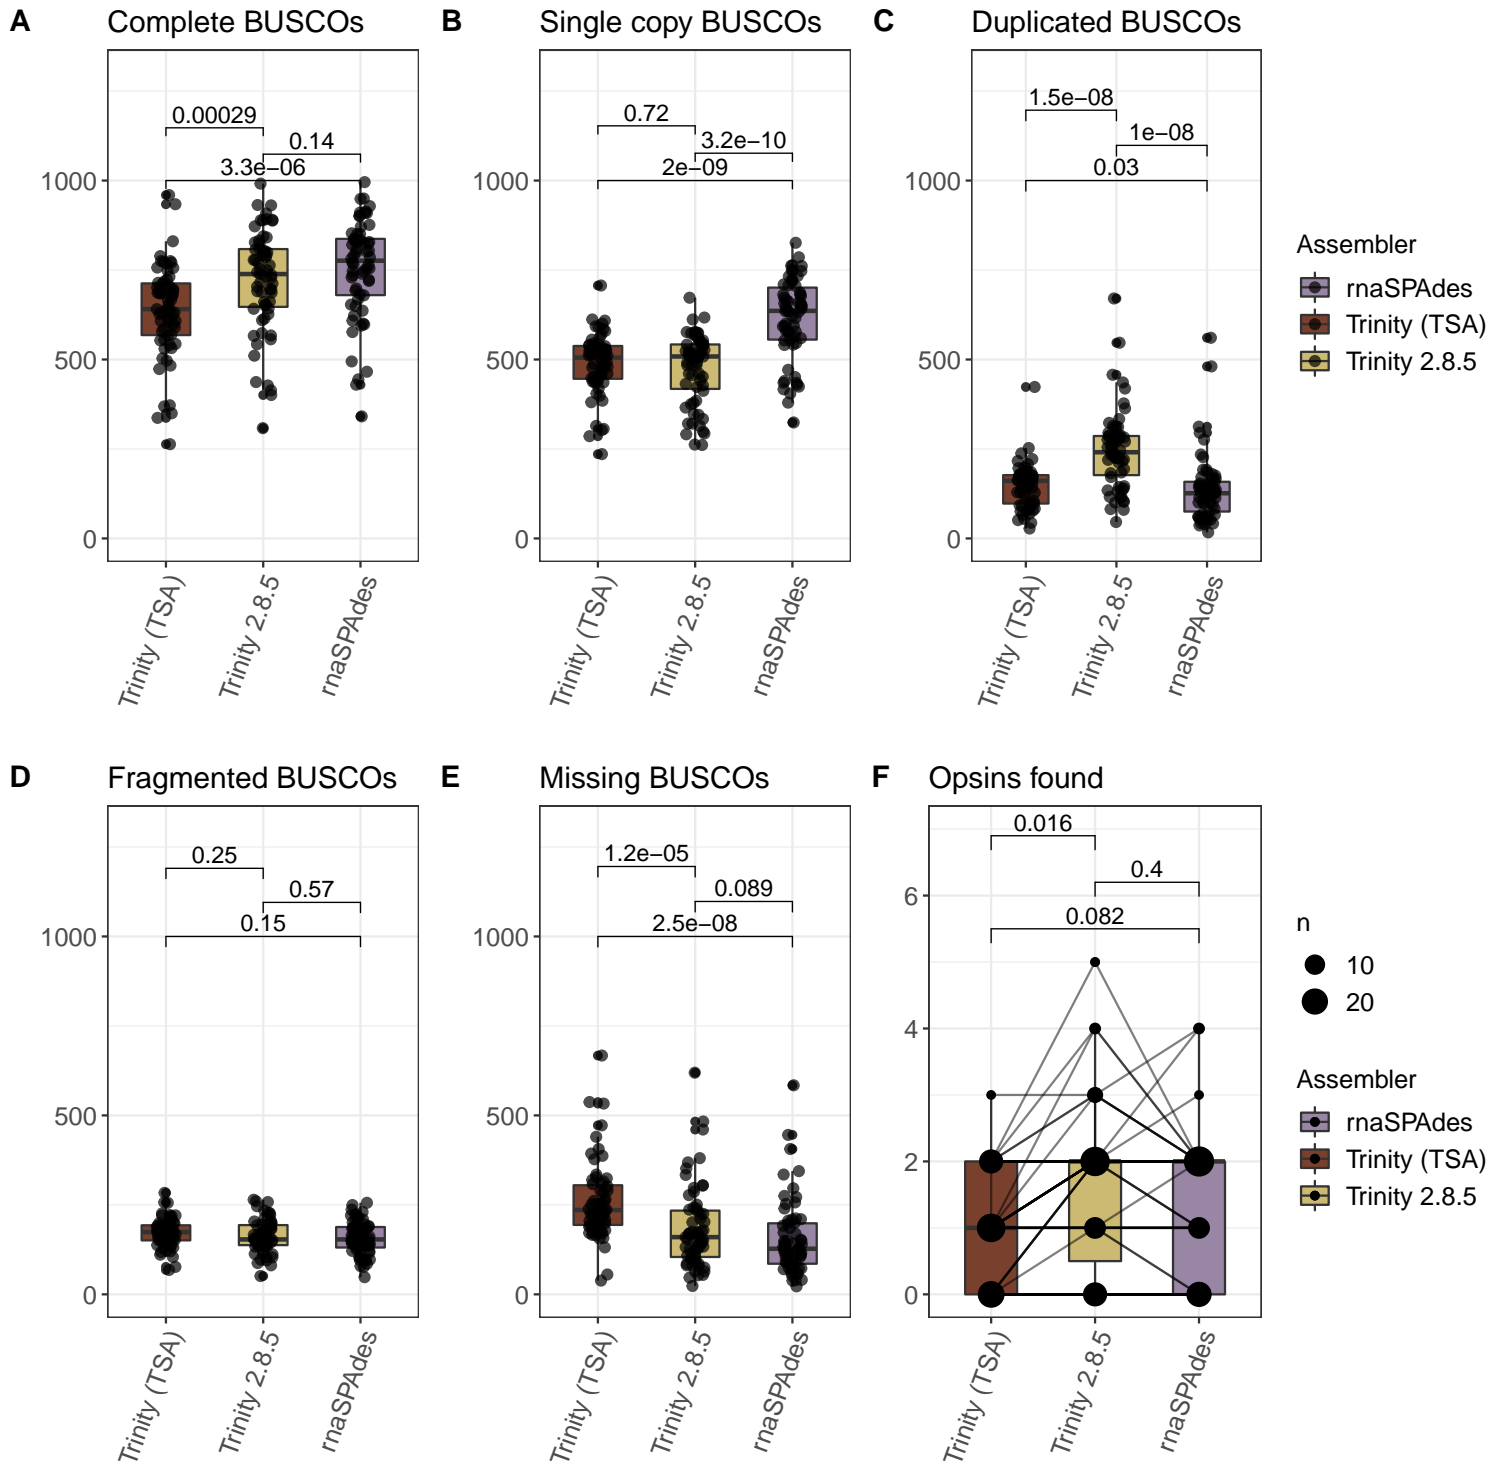 A Complete BUSCOs
0.00029
0.14
3.3e−06
1000
500
0
Trinity (TSA)
Trinity 2.8.5
rnaSPAdes
B Single copy BUSCOs
0.72
3.2e−10
2e−09
1000
500
0
Trinity (TSA)
Trinity 2.8.5
rnaSPAdes
C Duplicated BUSCOs
1.5e−08
1e−08
0.03
1000
500
0
Trinity (TSA)
Trinity 2.8.5
rnaSPAdes
Assembler
rnaSPAdes
Trinity (TSA)
Trinity 2.8.5
D Fragmented BUSCOs
0.25
0.57
0.15
1000
500
0
Trinity (TSA)
Trinity 2.8.5
rnaSPAdes
E Missing BUSCOs
1.2e−05
0.089
2.5e−08
1000
500
0
Trinity (TSA)
Trinity 2.8.5
rnaSPAdes
F Opsins found
0.016
0.4
0.082
6
4
2
0
Trinity (TSA)
Trinity 2.8.5
rnaSPAdes
n
10
20
Assembler
rnaSPAdes
Trinity (TSA)
Trinity 2.8.5